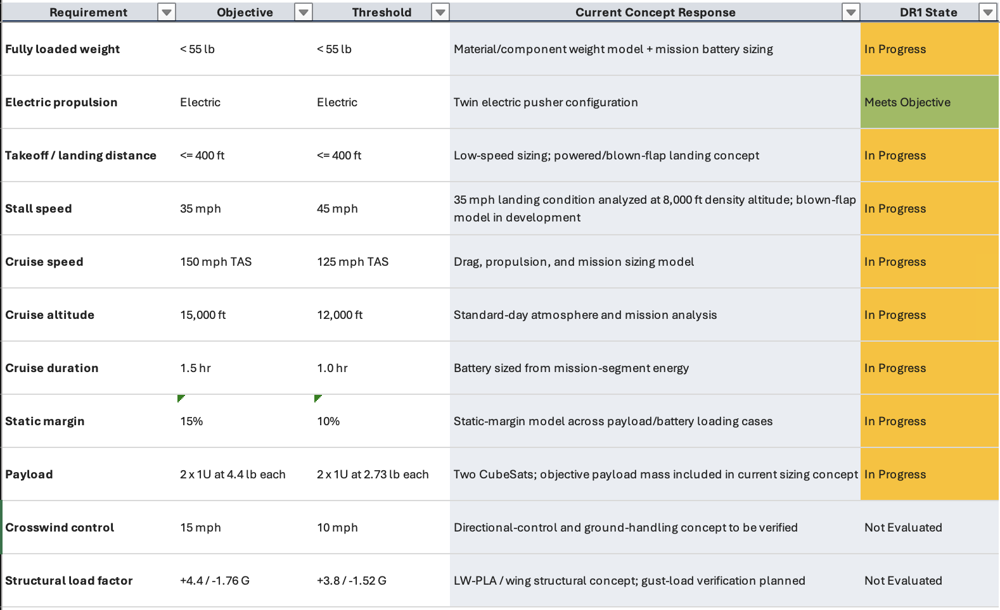 Requirement Objective Threshold Current Concept Response DR1 State
Fully loaded weight < 55 lb < 55 lb Material/component weight model + mission battery sizing In Progress
Electric propulsion Electric Electric Twin electric pusher configuration Meets Objective
Takeoff / landing distance <= 400 ft <= 400 ft Low-speed sizing; powered/blown-flap landing concept In Progress
Stall speed 35 mph 45 mph 35 mph landing condition analyzed at 8,000 ft density altitude; blown-flap
model in development In Progress
Cruise speed 150 mph TAS 125 mph TAS Drag, propulsion, and mission sizing model In Progress
Cruise altitude 15,000 ft 12,000 ft Standard-day atmosphere and mission analysis In Progress
Cruise duration 1.5 hr 1.0 hr Battery sized from mission-segment energy In Progress
Static margin 15% 10% Static-margin model across payload/battery loading cases In Progress
Payload 2 x 1U at 4.4 lb each 2 x 1U at 2.73 lb each Two CubeSats; objective payload mass included in current sizing concept In Progress
Crosswind control 15 mph 10 mph Directional-control and ground-handling concept to be verified Not Evaluated
Structural load factor +4.4 / -1.76 G +3.8 / -1.52 G LW-PLA / wing structural concept; gust-load verification planned Not Evaluated